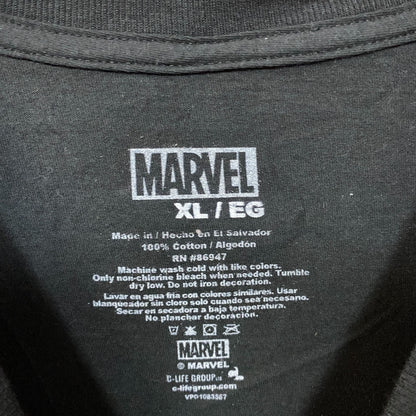 MARVEL
XL / EG
Made in / Hecho en El Salvador
100% Cotton / Algodón
RN #86947
Machine wash cold with like colors.
Only non-chlorine bleach when needed. Tumble
dry low. Do not iron decoration.
Lavar en agua fria con colores similares. Usar
blanqueador sin cloro solo cuando sea necesario.
Secar en secadora a baja temperatura.
No planchar decoración.
MARVEL
© MARVEL
C-LIFE GROUP
c-lifegroup.com